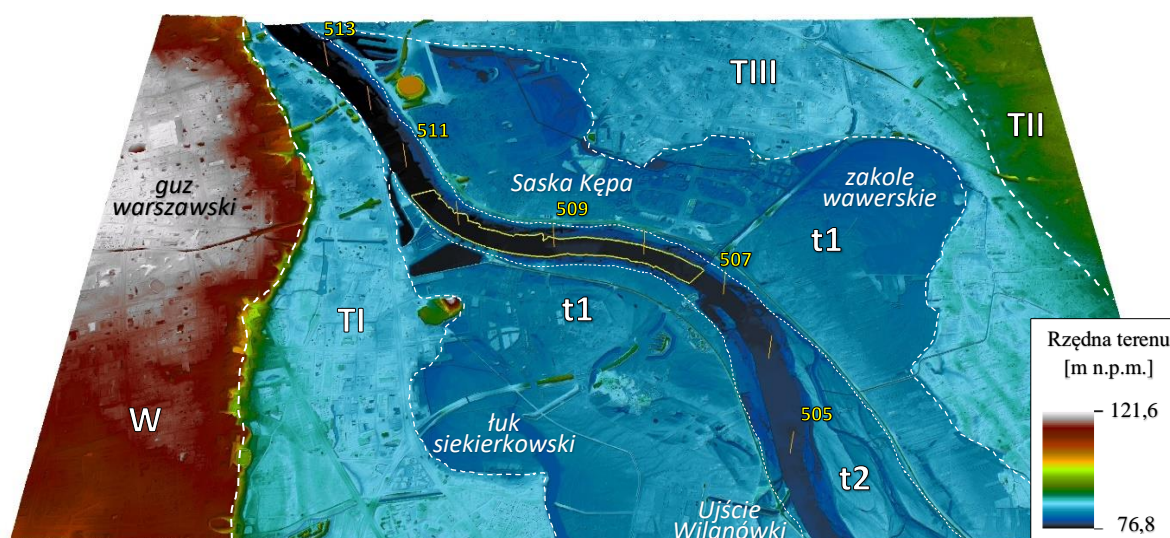 513
TIII
511
TII
guz
warszawski
Saska Kępa
zakole
wawerskie
509
t1
507
TI
t1
Rzędna terenu
[m n.p.m.]
121,6
W
łuk
siekierkowski
505
t2
Ujście
Wilanówki
76,8